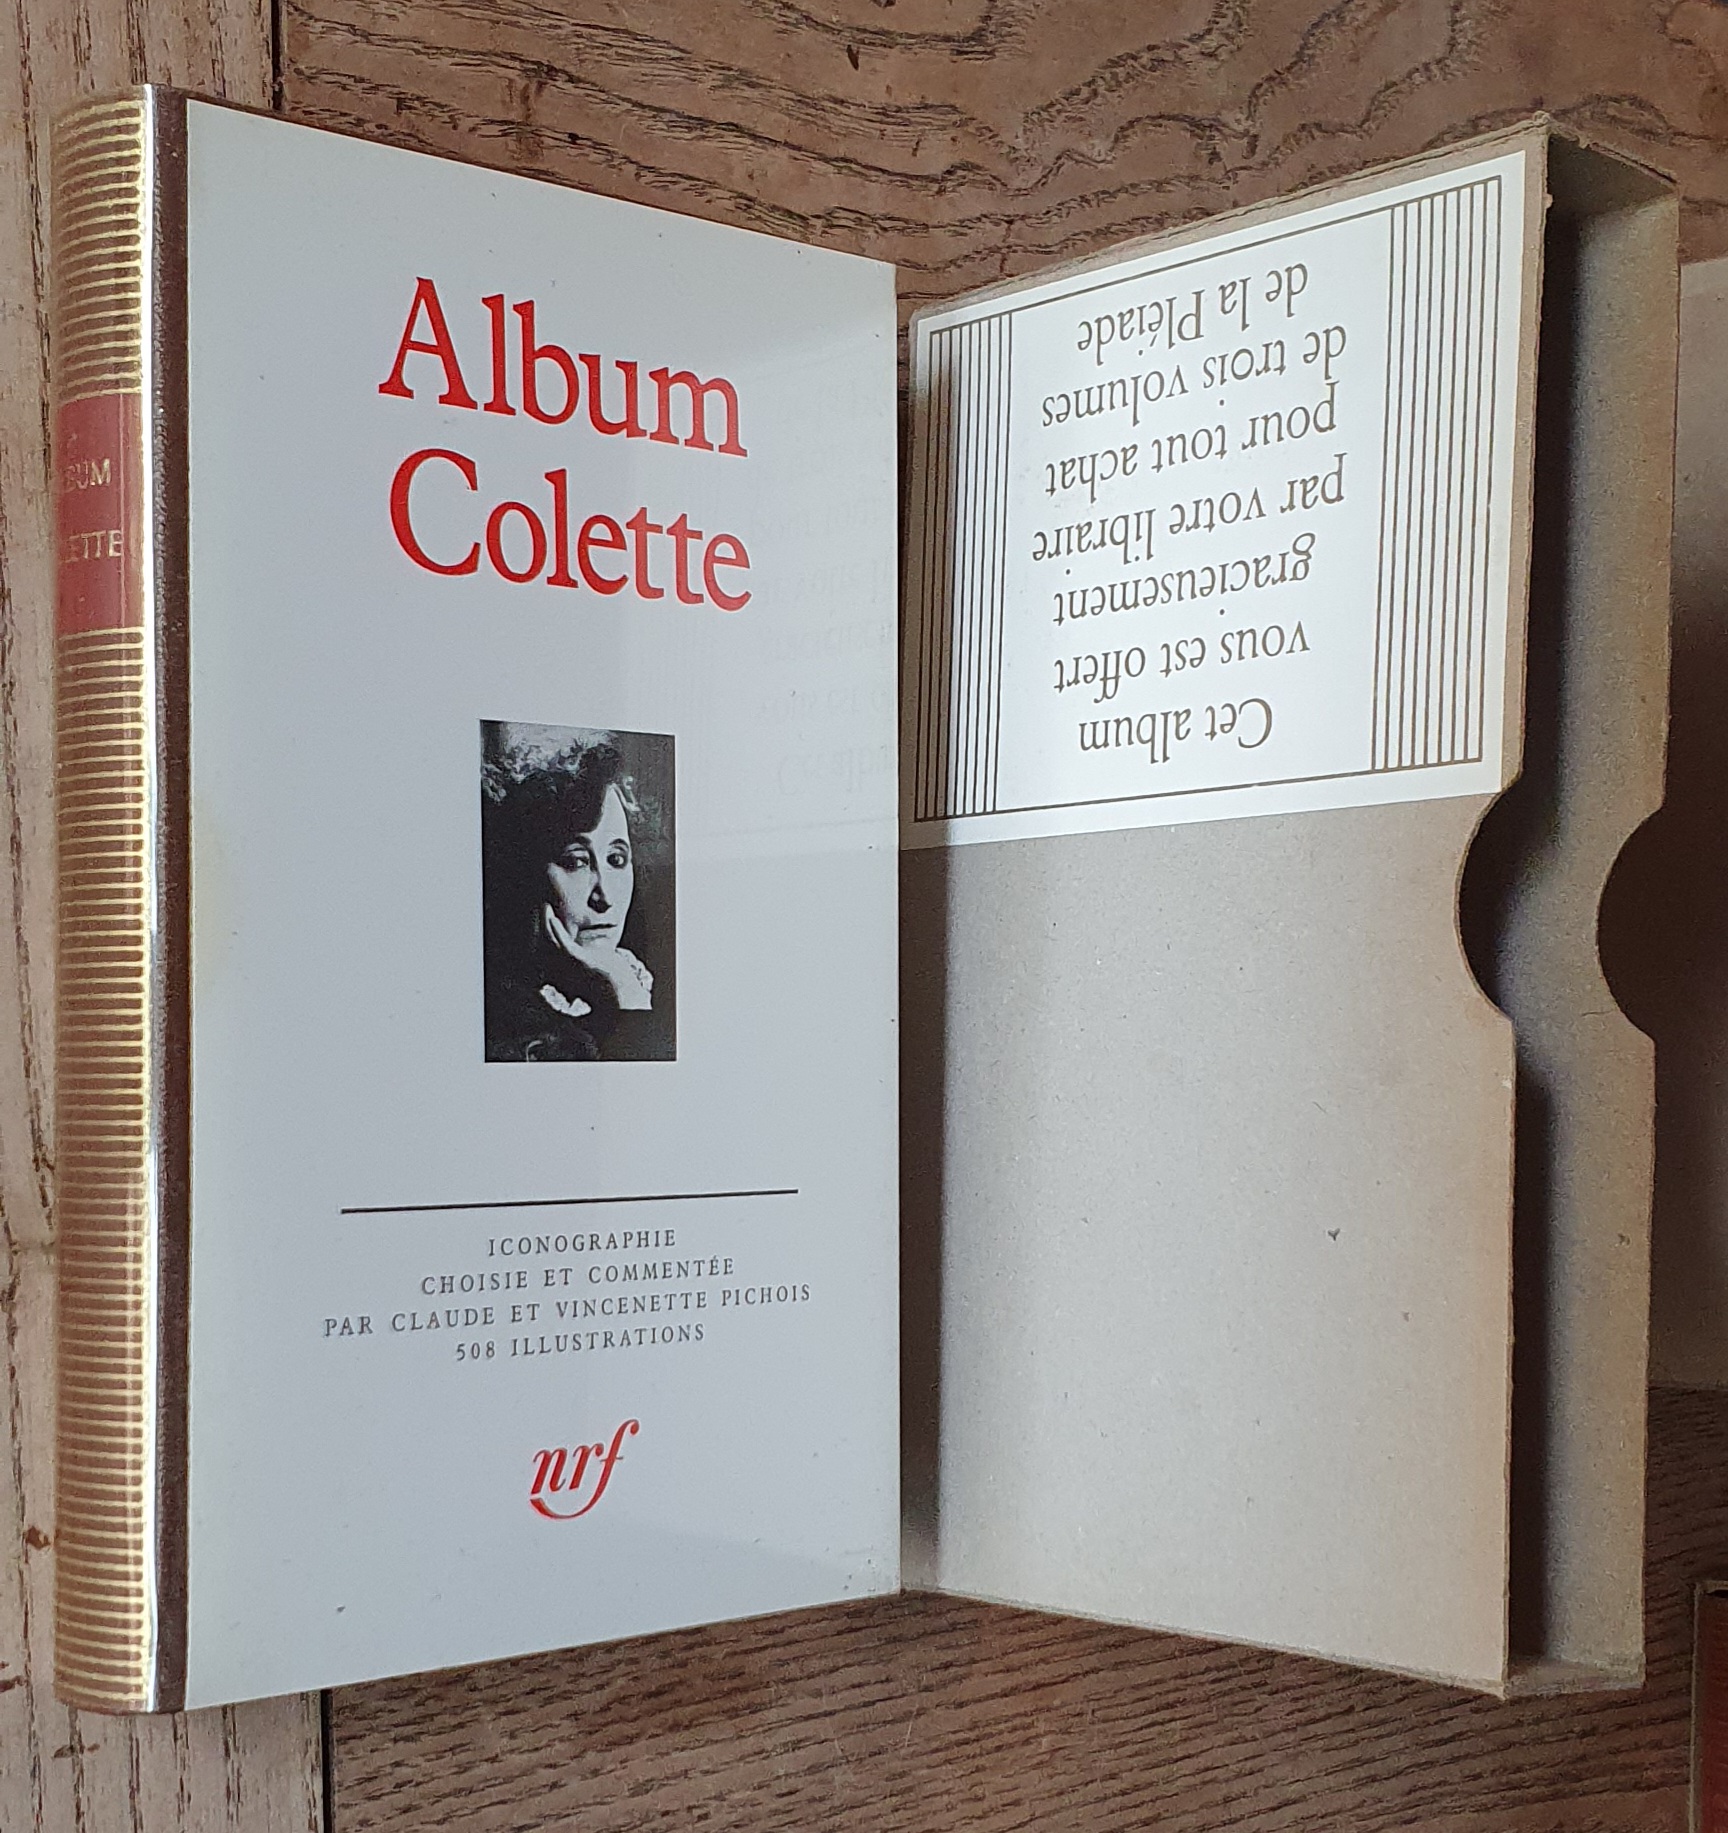 Album
Colette
ICONOGRAPHIE
CHOISIE ET COMMENTÉE
PAR CLAUDE ET VINCENETTE PICHOIS
508 ILLUSTRATIONS
nrf
Cet album
vous est offert
gracieusement
par votre libraire
pour tout achat
de trois volumes
de la Pléiade